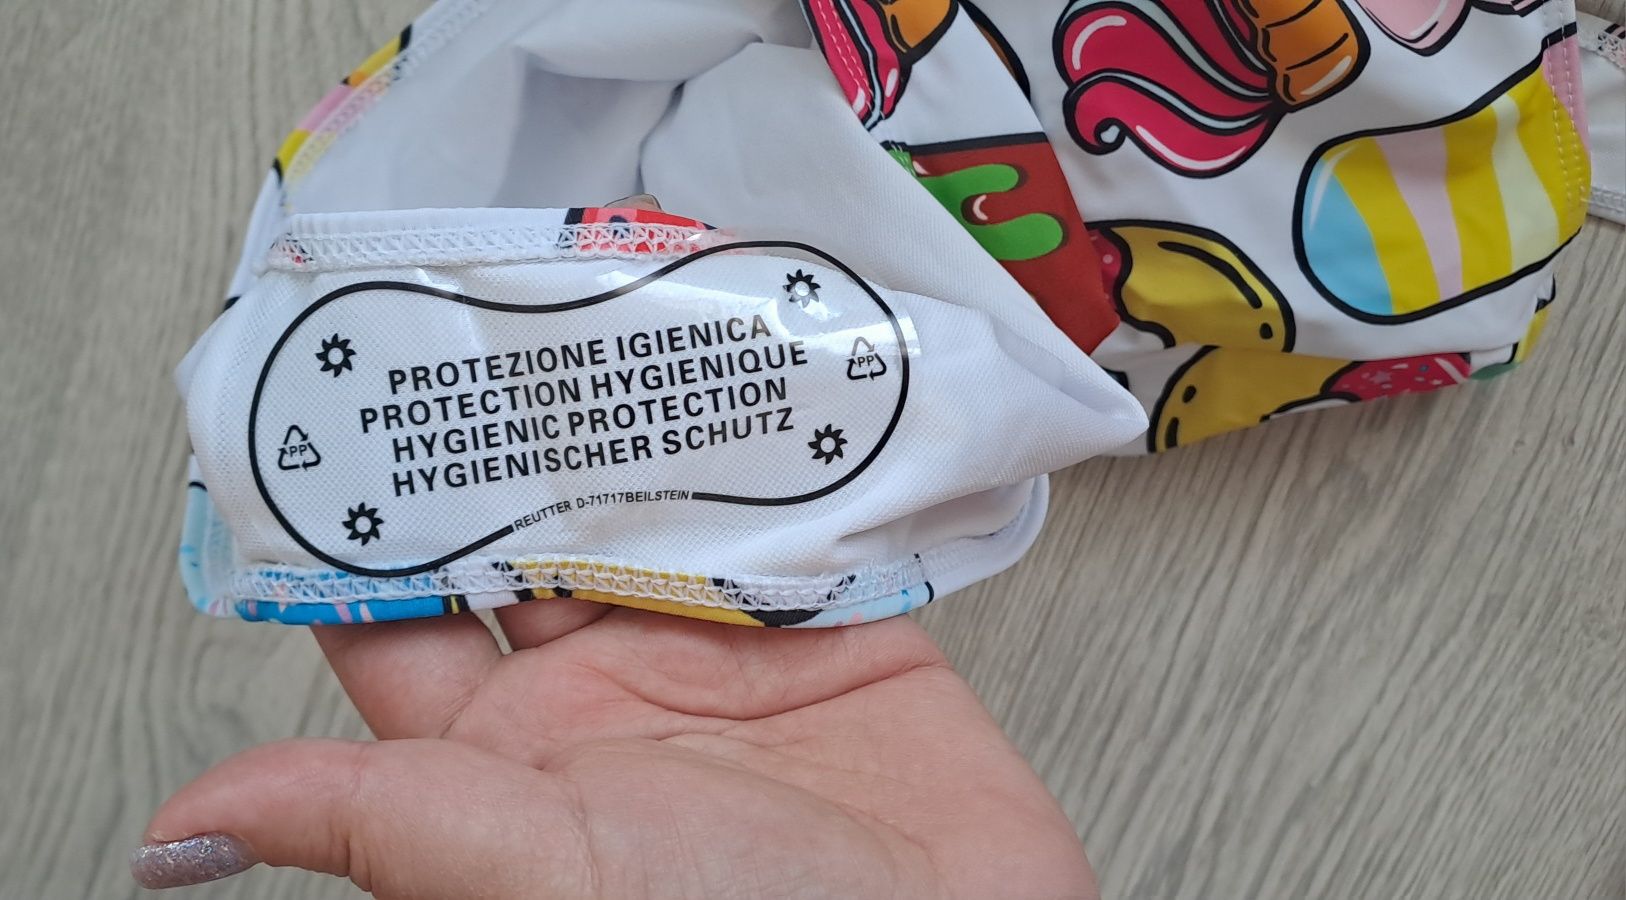 PROTEZIONE IGIENICA
PROTECTION HYGIENIQUE
HYGIENIC PROTECTION
HYGIENISCHER SCHUTZ
PP
PP
REUTTER D-71717BEILSTEIN